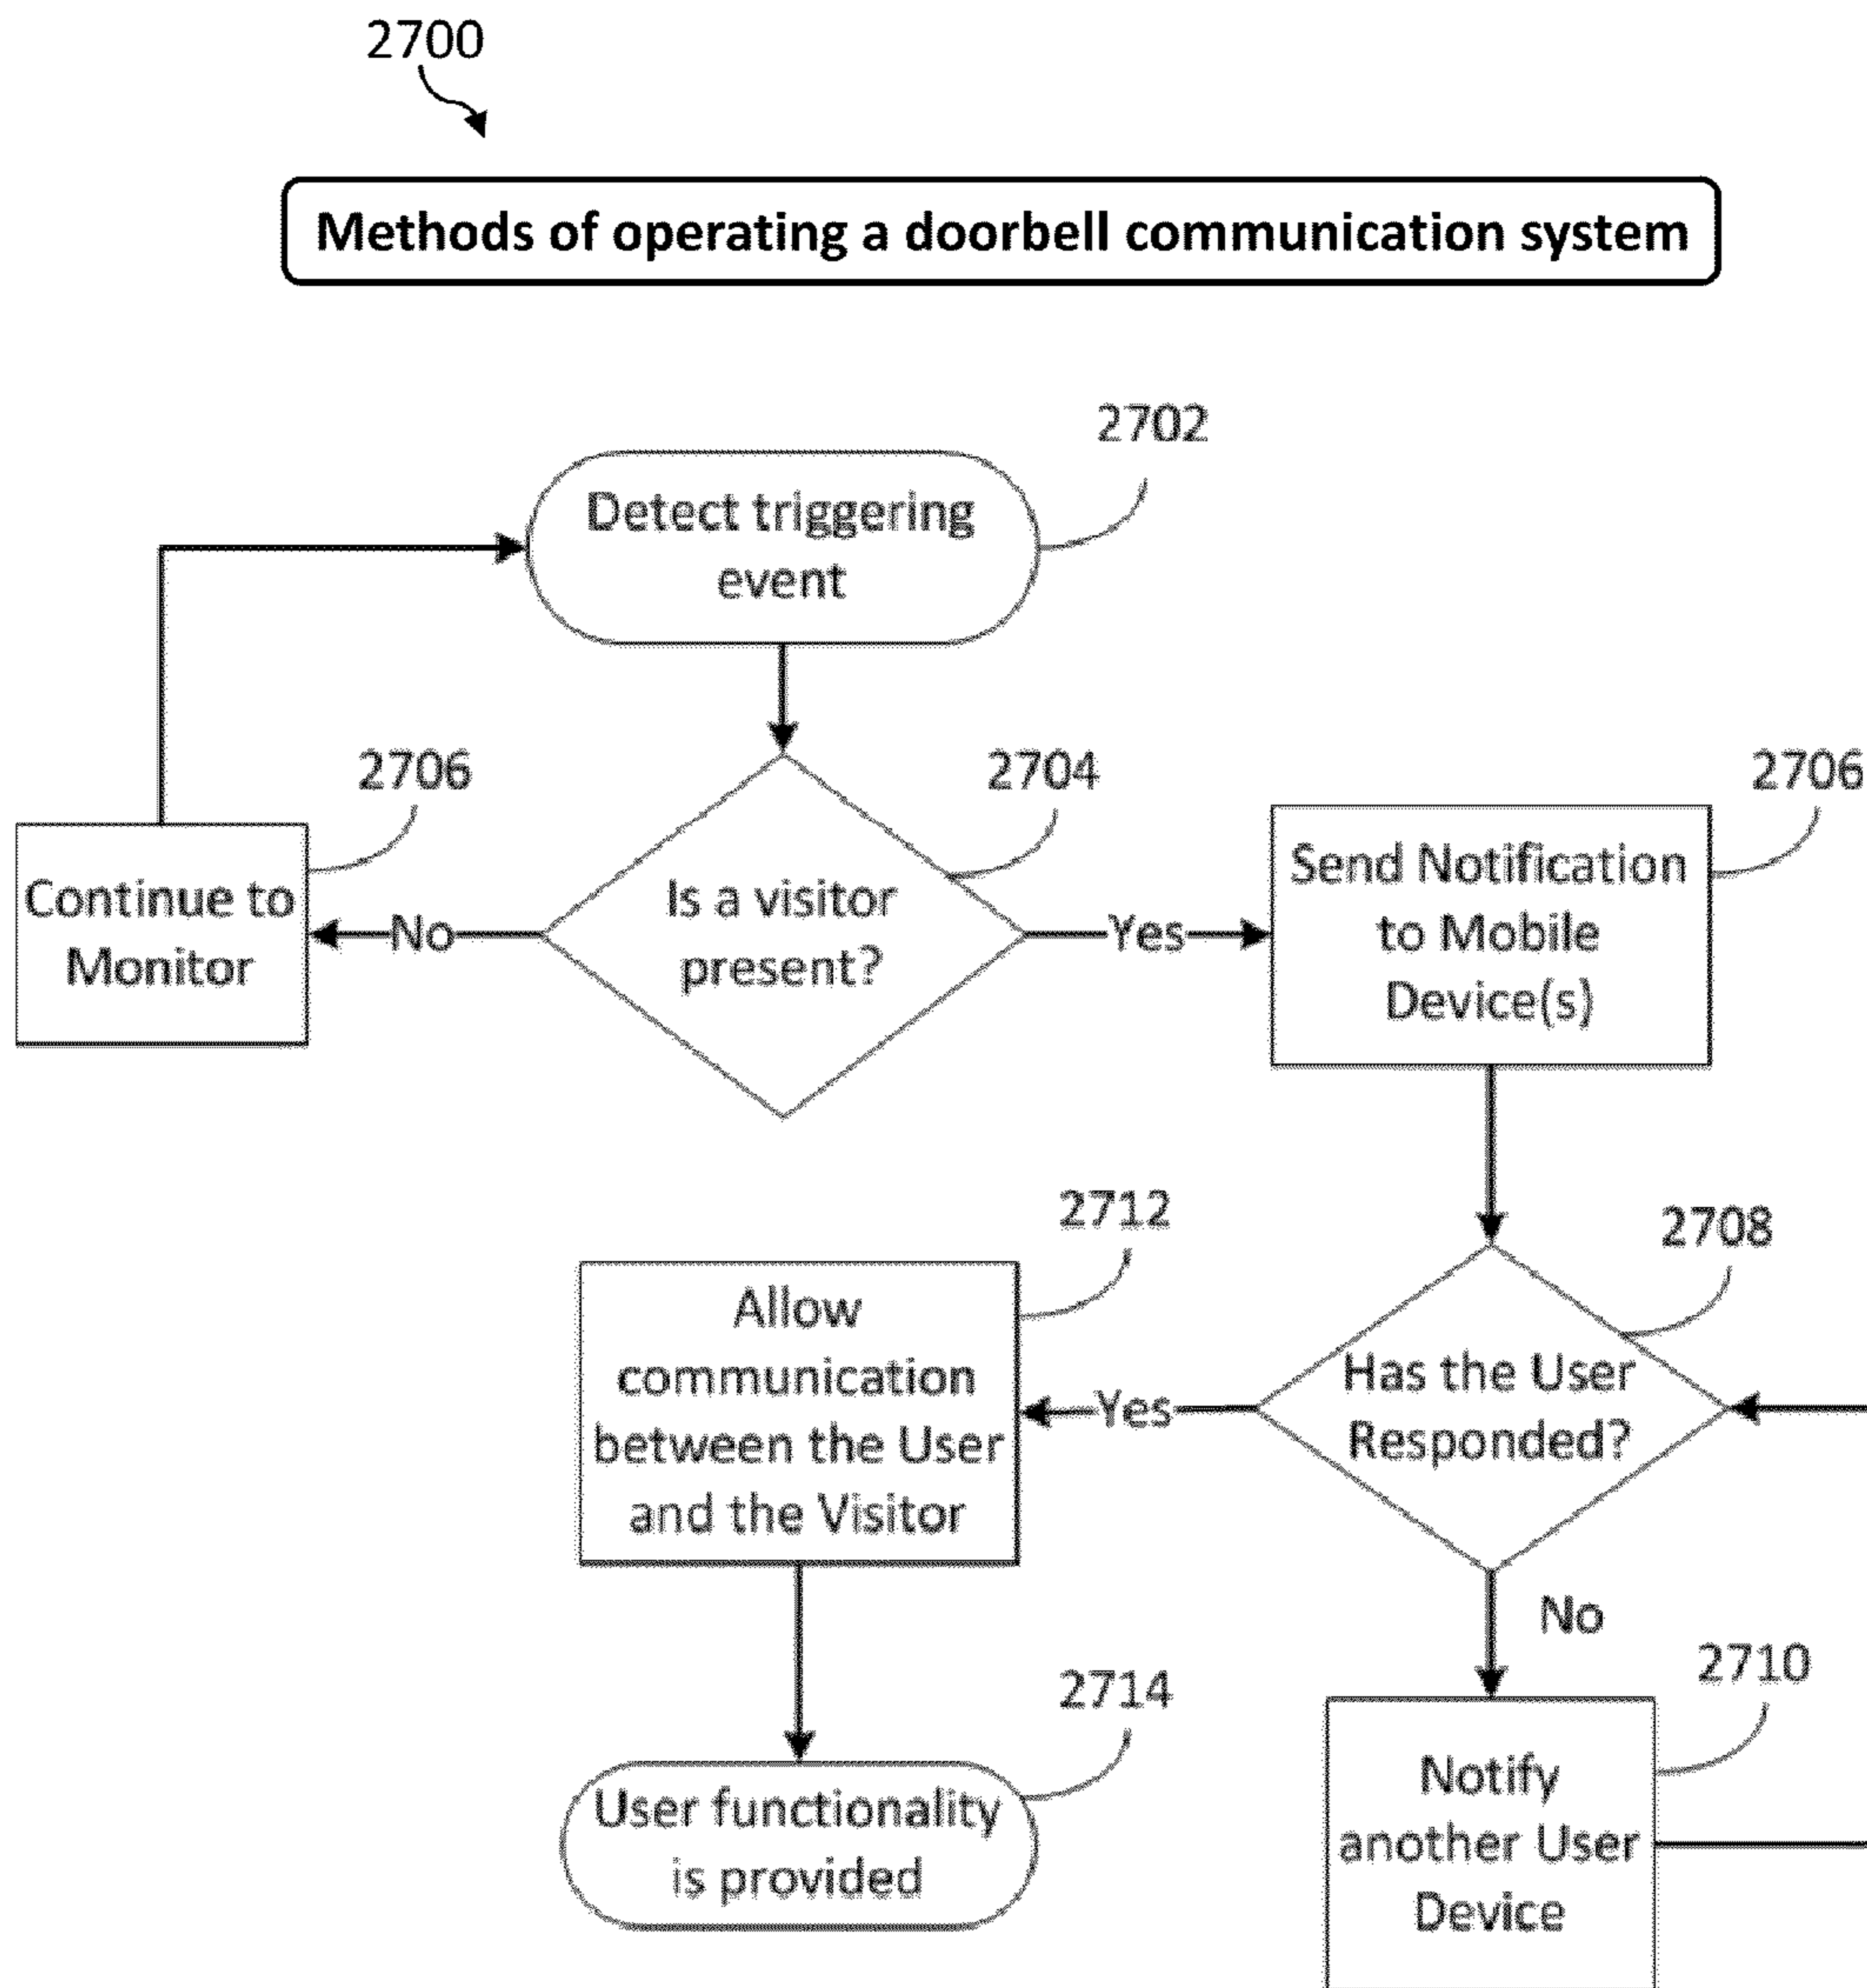 2700
Methods of operating a doorbell communication system
2702
Detect triggering
event
2706
2704
2706
Continue to
Monitor
No
Is a visitor
present?
Yes
Send Notification
to Mobile
Device(s)
2712
2708
Allow
communication
between the User
and the Visitor
Yes
Has the User
Responded?
No
2714
2710
User functionality
is provided
Notify
another User
Device